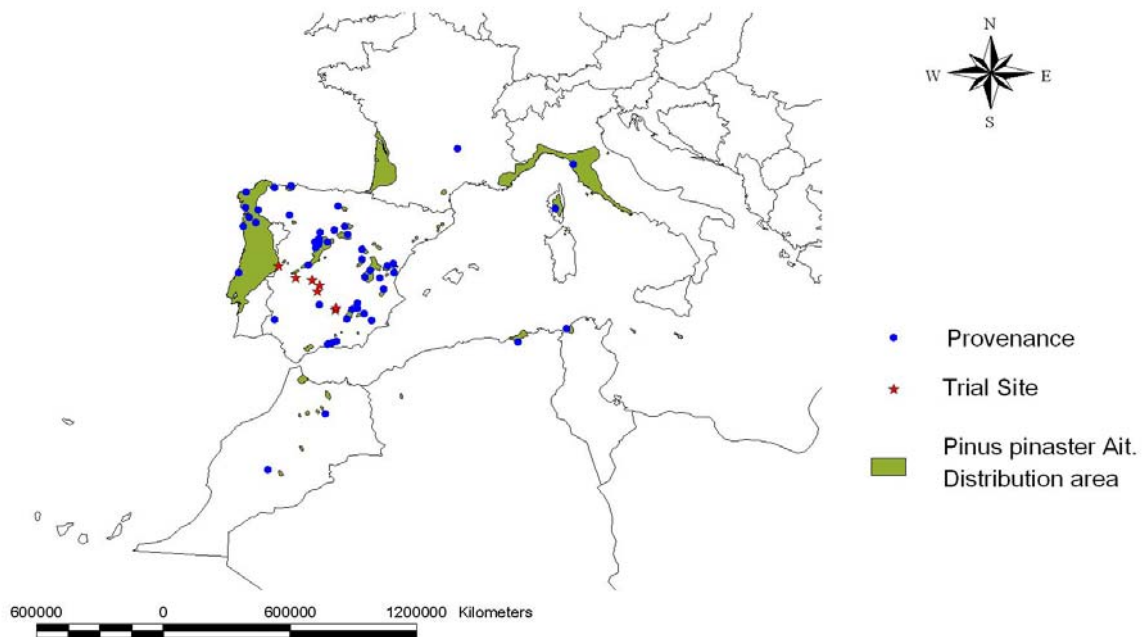 N
W E
S
Provenance
Trial Site
Pinus pinaster Ait.
Distribution area
600000 0 600000 1200000 Kilometers